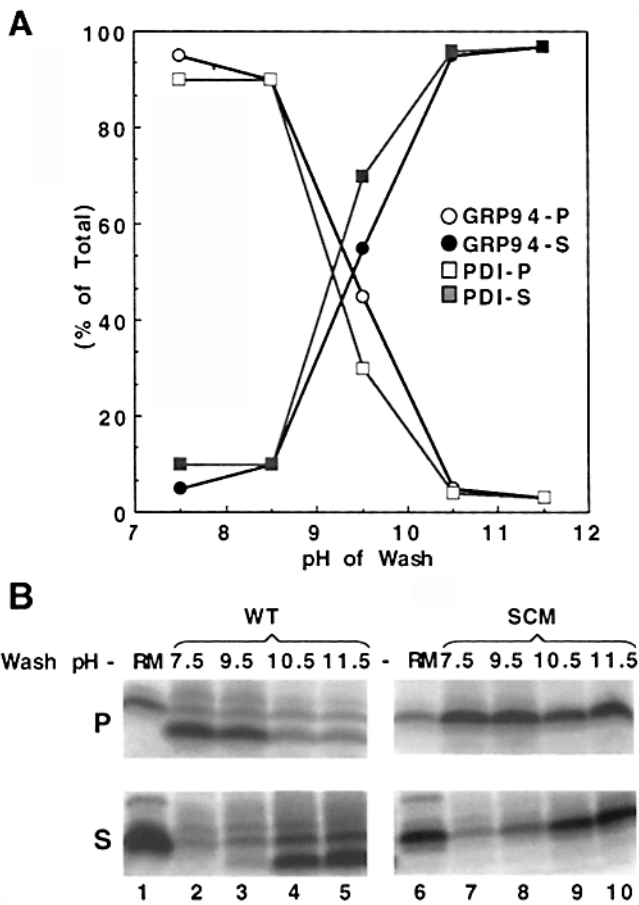 A
100
80
60
40
20
0
(% of Total)
GRP94-P
GRP94-S
PDI-P
PDI-S
7 8 9 10 11 12
pH of Wash
B
WT SCM
Wash pH - RM 7.5 9.5 10.5 11.5 - RM 7.5 9.5 10.5 11.5
P
S
1 2 3 4 5 6 7 8 9 10